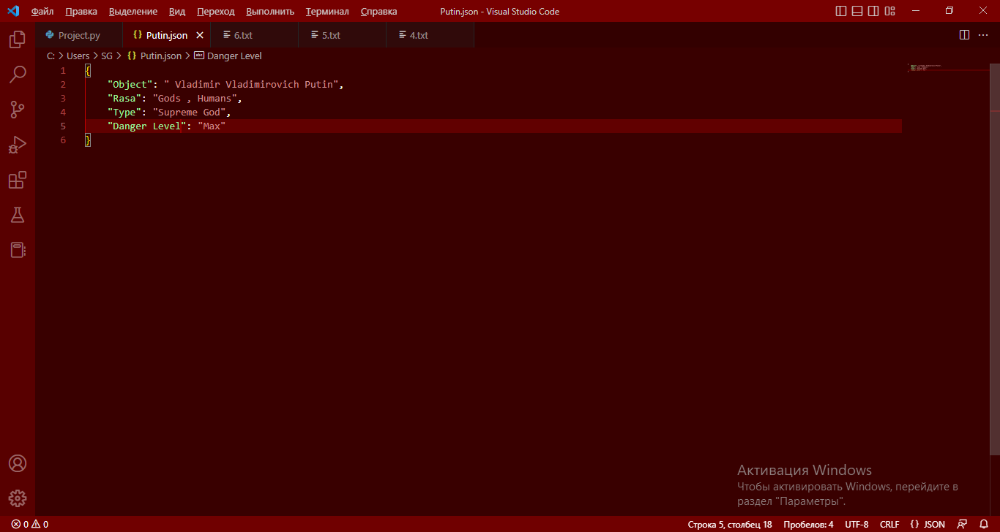 Файл Правка Выделение Вид Переход Выполнить Терминал Справка Putin.json - Visual Studio Code
Project.py Putin.json 6.txt 5.txt 4.txt
C: > Users > SG > {} Putin.json > abc Danger Level
1 {
2 "Object": " Vladimir Vladimirovich Putin",
3 "Rasa": "Gods , Humans",
4 "Type": "Supreme God",
5 "Danger Level": "Max"
6 }
Активация Windows
Чтобы активировать Windows, перейдите в
раздел "Параметры".
0 0 Строка 5, столбец 18 Пробелов: 4 UTF-8 CRLF {} JSON